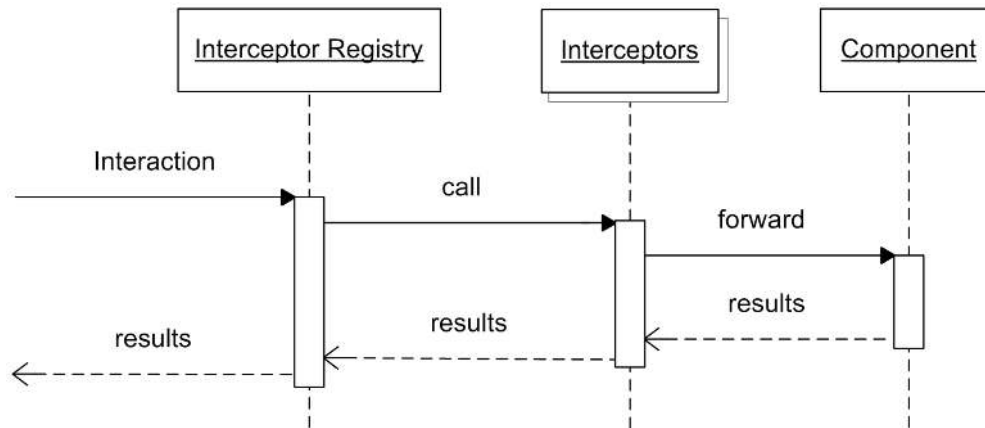 Interceptor Registry
Interceptors
Component
Interaction
call
forward
results
results
results